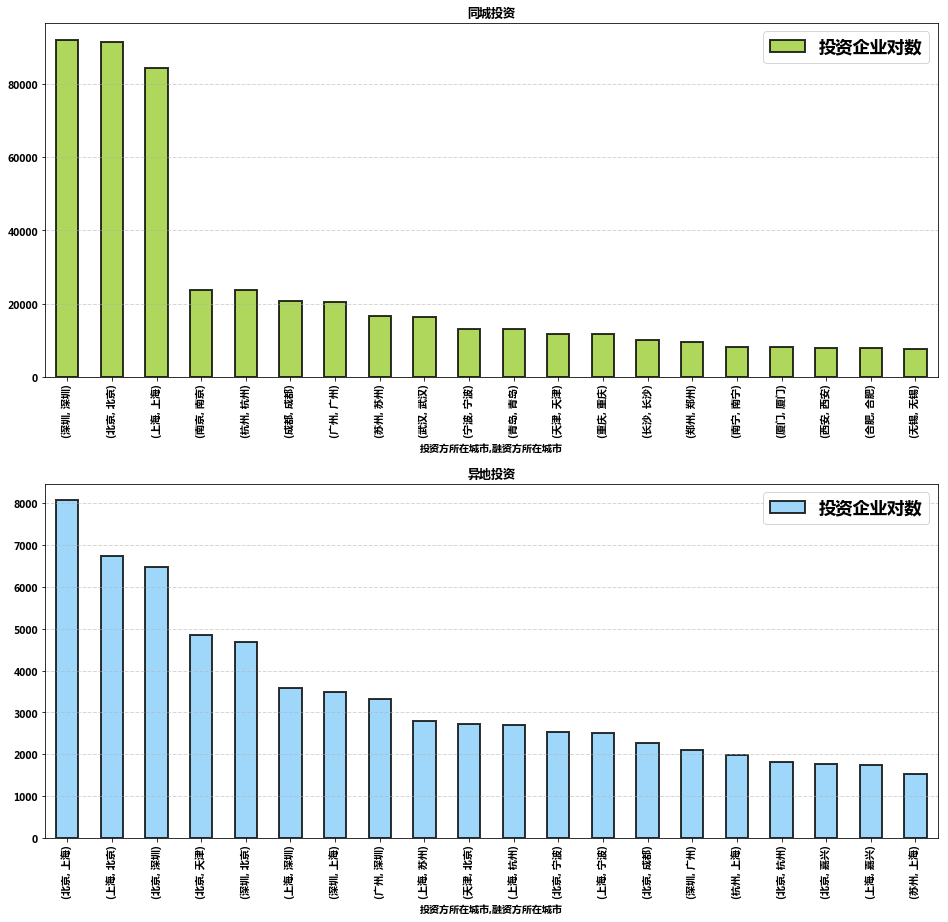 同城投资
投资企业对数
80000
60000
40000
20000
0
(深圳, 深圳)
(北京, 北京)
(上海, 上海)
(南京, 南京)
(杭州, 杭州)
(成都, 成都)
(广州, 广州)
(苏州, 苏州)
(武汉, 武汉)
(宁波, 宁波)
(青岛, 青岛)
(天津, 天津)
(重庆, 重庆)
(长沙, 长沙)
(郑州, 郑州)
(南宁, 南宁)
(厦门, 厦门)
(西安, 西安)
(合肥, 合肥)
(无锡, 无锡)
投资方所在城市,融资方所在城市
异地投资
投资企业对数
8000
7000
6000
5000
4000
3000
2000
1000
0
(北京, 上海)
(上海, 北京)
(北京, 深圳)
(北京, 天津)
(深圳, 北京)
(上海, 深圳)
(深圳, 上海)
(广州, 深圳)
(上海, 苏州)
(天津, 北京)
(上海, 杭州)
(北京, 宁波)
(上海, 宁波)
(北京, 成都)
(深圳, 广州)
(杭州, 上海)
(北京, 杭州)
(北京, 嘉兴)
(上海, 嘉兴)
(苏州, 上海)
投资方所在城市,融资方所在城市